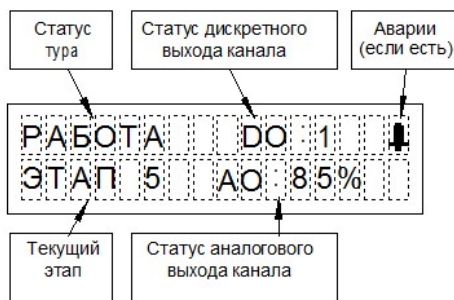 Статус
тура
Статус дискретного
выхода канала
Аварии
(если есть)
РАБОТА DO:1
ЭТАП 5 AO:85%
Текущий
этап
Статус аналогового
выхода канала